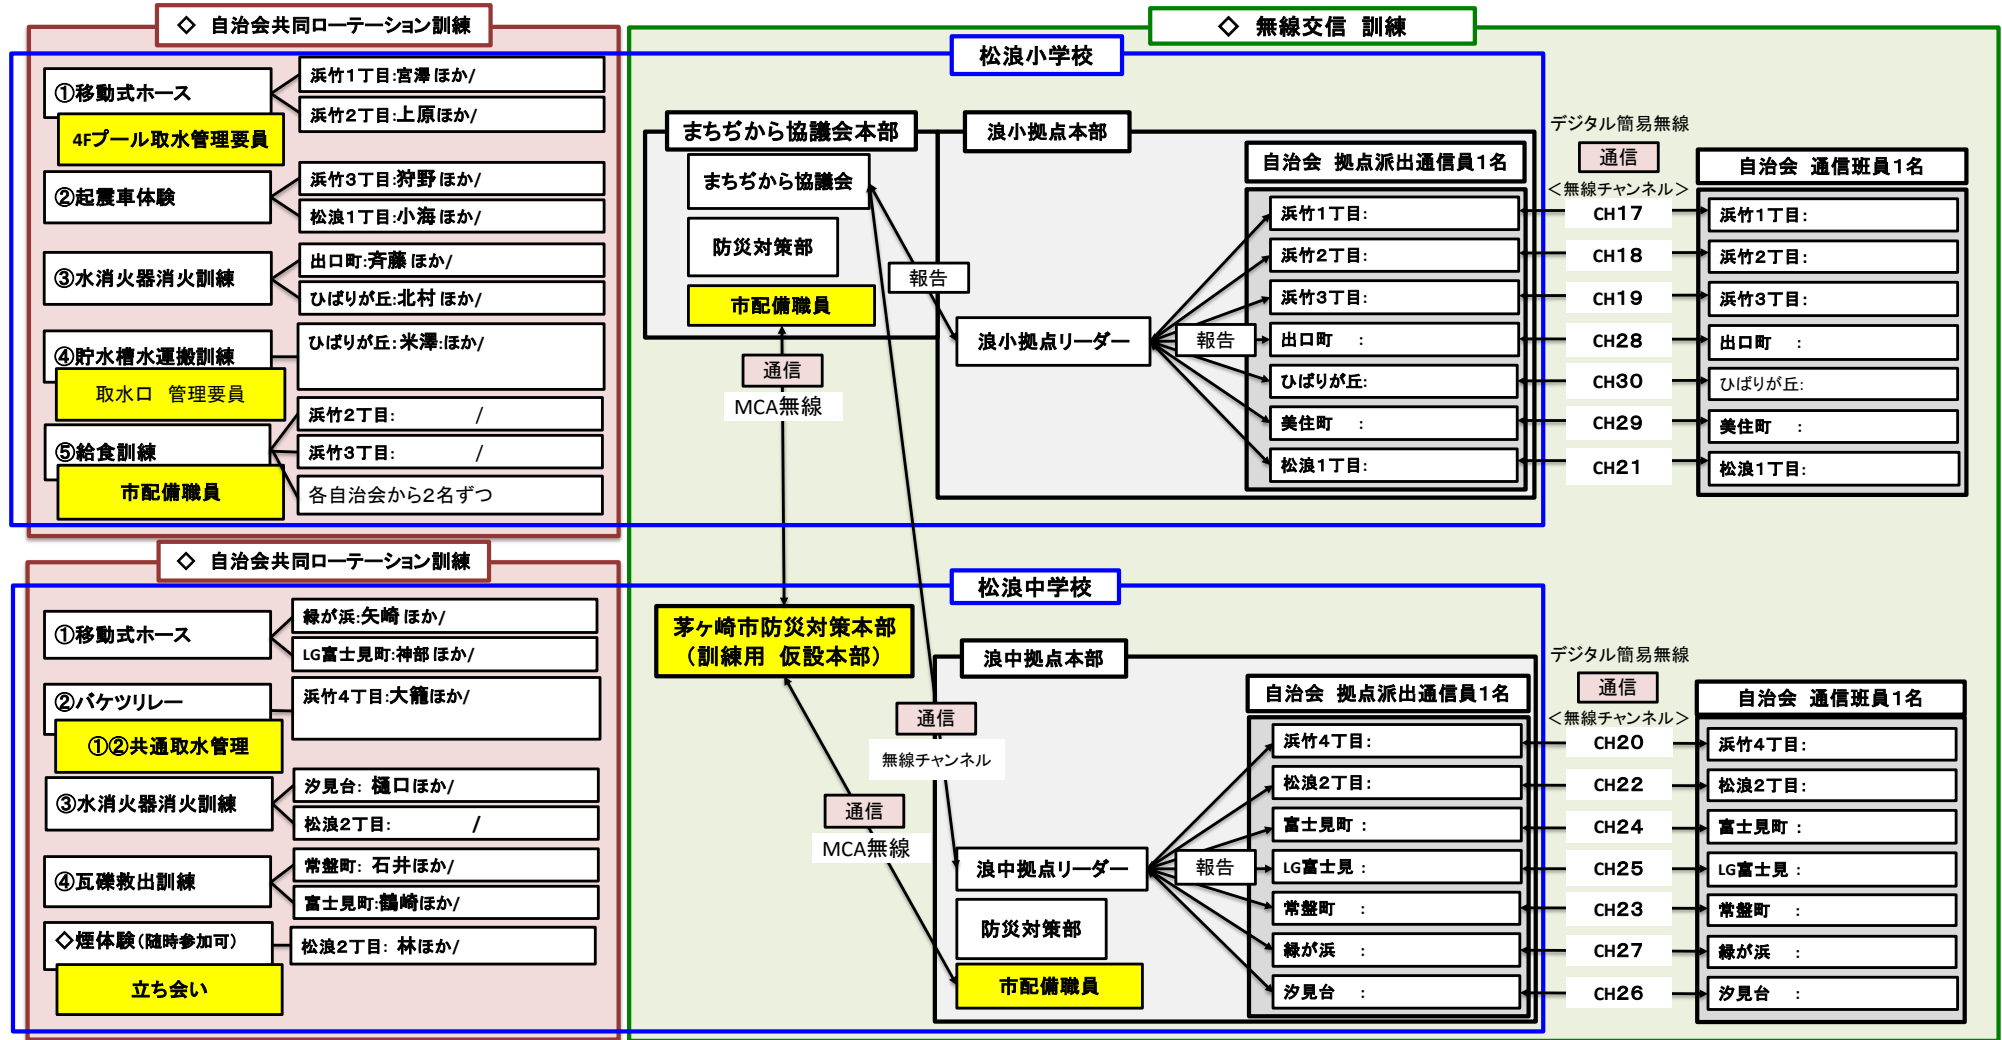 ◇ 自治会共同ローテーション訓練
①移動式ホース
4Fプール取水管理要員
浜竹1丁目:宮澤 ほか/
浜竹2丁目:上原ほか/
②起震車体験
浜竹3丁目:狩野 ほか/
松浪1丁目:小海 ほか/
③水消火器消火訓練
出口町:斉藤 ほか/
ひばりが丘:北村 ほか/
④貯水槽水運搬訓練
取水口 管理要員
ひばりが丘:米澤:ほか/
⑤給食訓練
市配備職員
浜竹2丁目: /
浜竹3丁目: /
各自治会から2名ずつ
◇ 無線交信 訓練
松浪小学校
まちぢから協議会本部
まちぢから協議会
防災対策部
市配備職員
通信
MCA無線
報告
浪小拠点本部
浪小拠点リーダー
報告
自治会 拠点派出通信員1名
浜竹1丁目:
浜竹2丁目:
浜竹3丁目:
出口町 :
ひばりが丘:
美住町 :
松浪1丁目:
デジタル簡易無線
通信
<無線チャンネル>
CH17
CH18
CH19
CH28
CH30
CH29
CH21
自治会 通信班員1名
浜竹1丁目:
浜竹2丁目:
浜竹3丁目:
出口町 :
ひばりが丘:
美住町 :
松浪1丁目:
◇ 自治会共同ローテーション訓練
①移動式ホース
緑が浜:矢崎 ほか/
LG富士見町:神部 ほか/
②バケツリレー
①②共通取水管理
浜竹4丁目:大籠ほか/
③水消火器消火訓練
汐見台: 樋口ほか/
松浪2丁目: /
④瓦礫救出訓練
常盤町: 石井ほか/
富士見町:鶴崎ほか/
◇煙体験(随時参加可)
立ち会い
松浪2丁目: 林ほか/
松浪中学校
茅ヶ崎市防災対策本部
(訓練用 仮設本部)
通信
無線チャンネル
通信
MCA無線
浪中拠点本部
浪中拠点リーダー
防災対策部
市配備職員
報告
自治会 拠点派出通信員1名
浜竹4丁目:
松浪2丁目:
富士見町 :
LG富士見 :
常盤町 :
緑が浜 :
汐見台 :
デジタル簡易無線
通信
<無線チャンネル>
CH20
CH22
CH24
CH25
CH23
CH27
CH26
自治会 通信班員1名
浜竹4丁目:
松浪2丁目:
富士見町 :
LG富士見 :
常盤町 :
緑が浜 :
汐見台 :